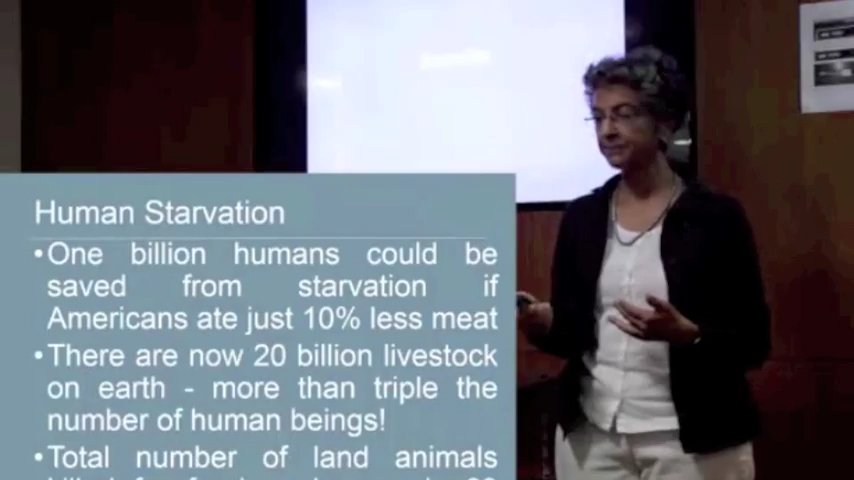 Human Starvation
•One billion humans could be
saved from starvation if
Americans ate just 10% less meat
•There are now 20 billion livestock
on earth - more than triple the
number of human beings!
•Total number of land animals